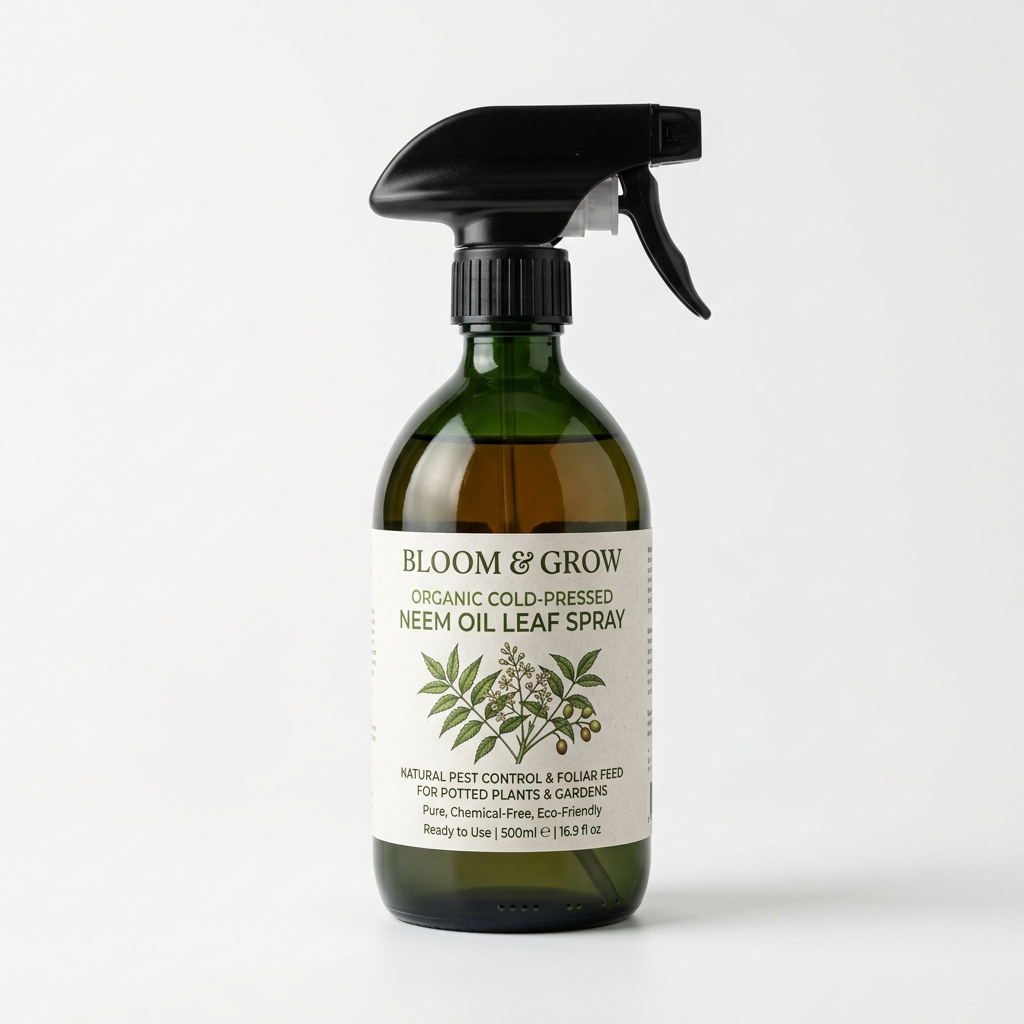 BLOOM & GROW
ORGANIC COLD-PRESSED
NEEM OIL LEAF SPRAY
NATURAL PEST CONTROL & FOLIAR FEED
FOR POTTED PLANTS & GARDENS
Pure, Chemical-Free, Eco-Friendly
Ready to Use | 500ml ℮ | 16.9 fl oz